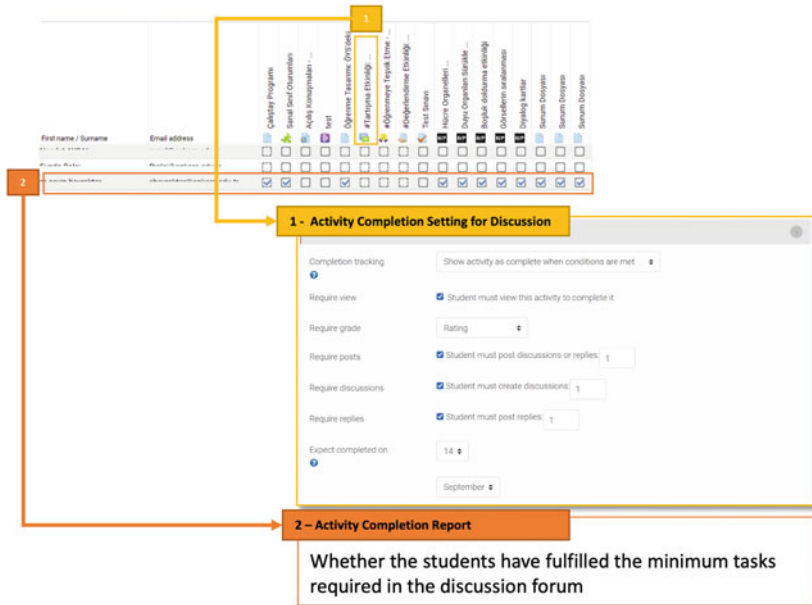 1
Çalıştay Programı
Sanal Sınıf Oturumları
Açılış Konuşmaları - ...
test
Öğrenme Tasarımı: ÖYS'deki
#Tartışma Etkinliği: ...
#Öğrenmeye Teşvik Etme - ...
#Değerlendirme Etkinliği: ...
Test Sınavı
Hücre Organelleri ...
Duyu Organları Sürükle ...
Boşluk doldurma etkinliği
Görsellerin sıralanması
Diyalog kartlar
Sunum Dosyası
Sunum Dosyası
Sunum Dosyası
First name / Surname Email address
2
1 - Activity Completion Setting for Discussion
Completion tracking Show activity as complete when conditions are met
Require view Student must view this activity to complete it
Require grade Rating
Require posts Student must post discussions or replies: 1
Require discussions Student must create discussions: 1
Require replies Student must post replies: 1
Expect completed on 14
September
2 – Activity Completion Report
Whether the students have fulfilled the minimum tasks
required in the discussion forum